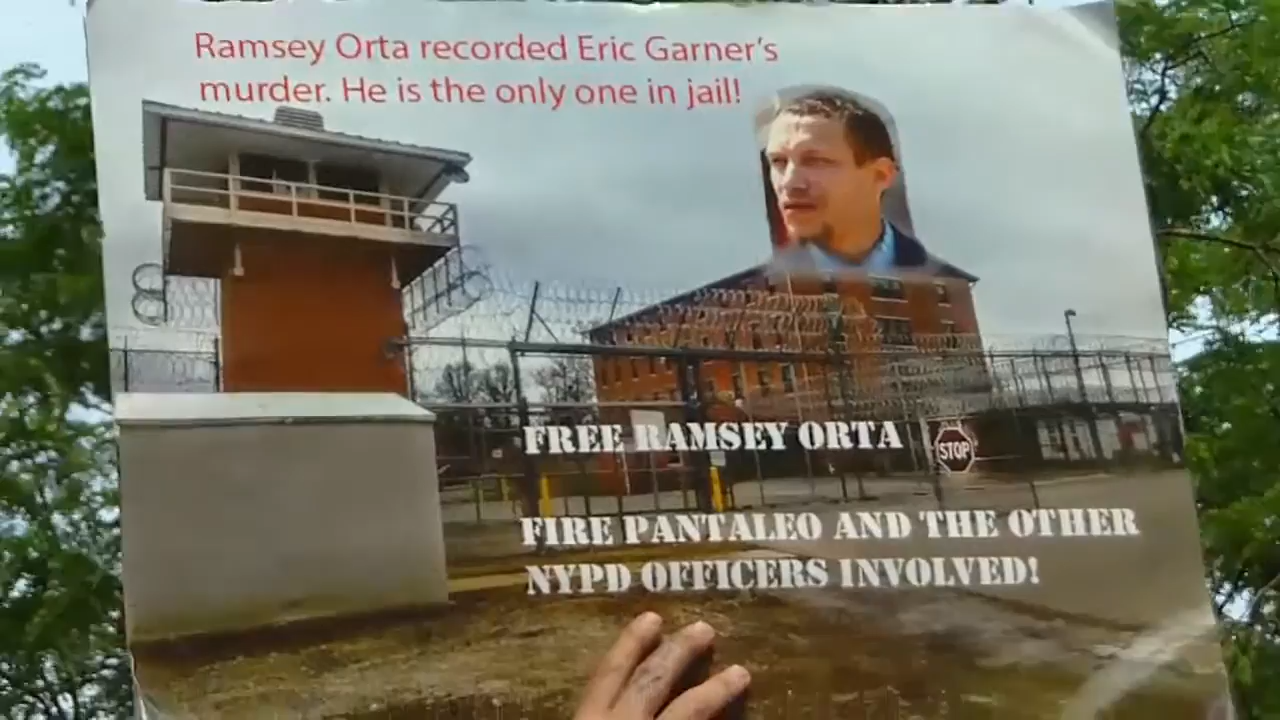 Ramsey Orta recorded Eric Garner's
murder. He is the only one in jail!
FREE RAMSEY ORTA
STOP
FIRE PANTALEO AND THE OTHER
NYPD OFFICERS INVOLVED!